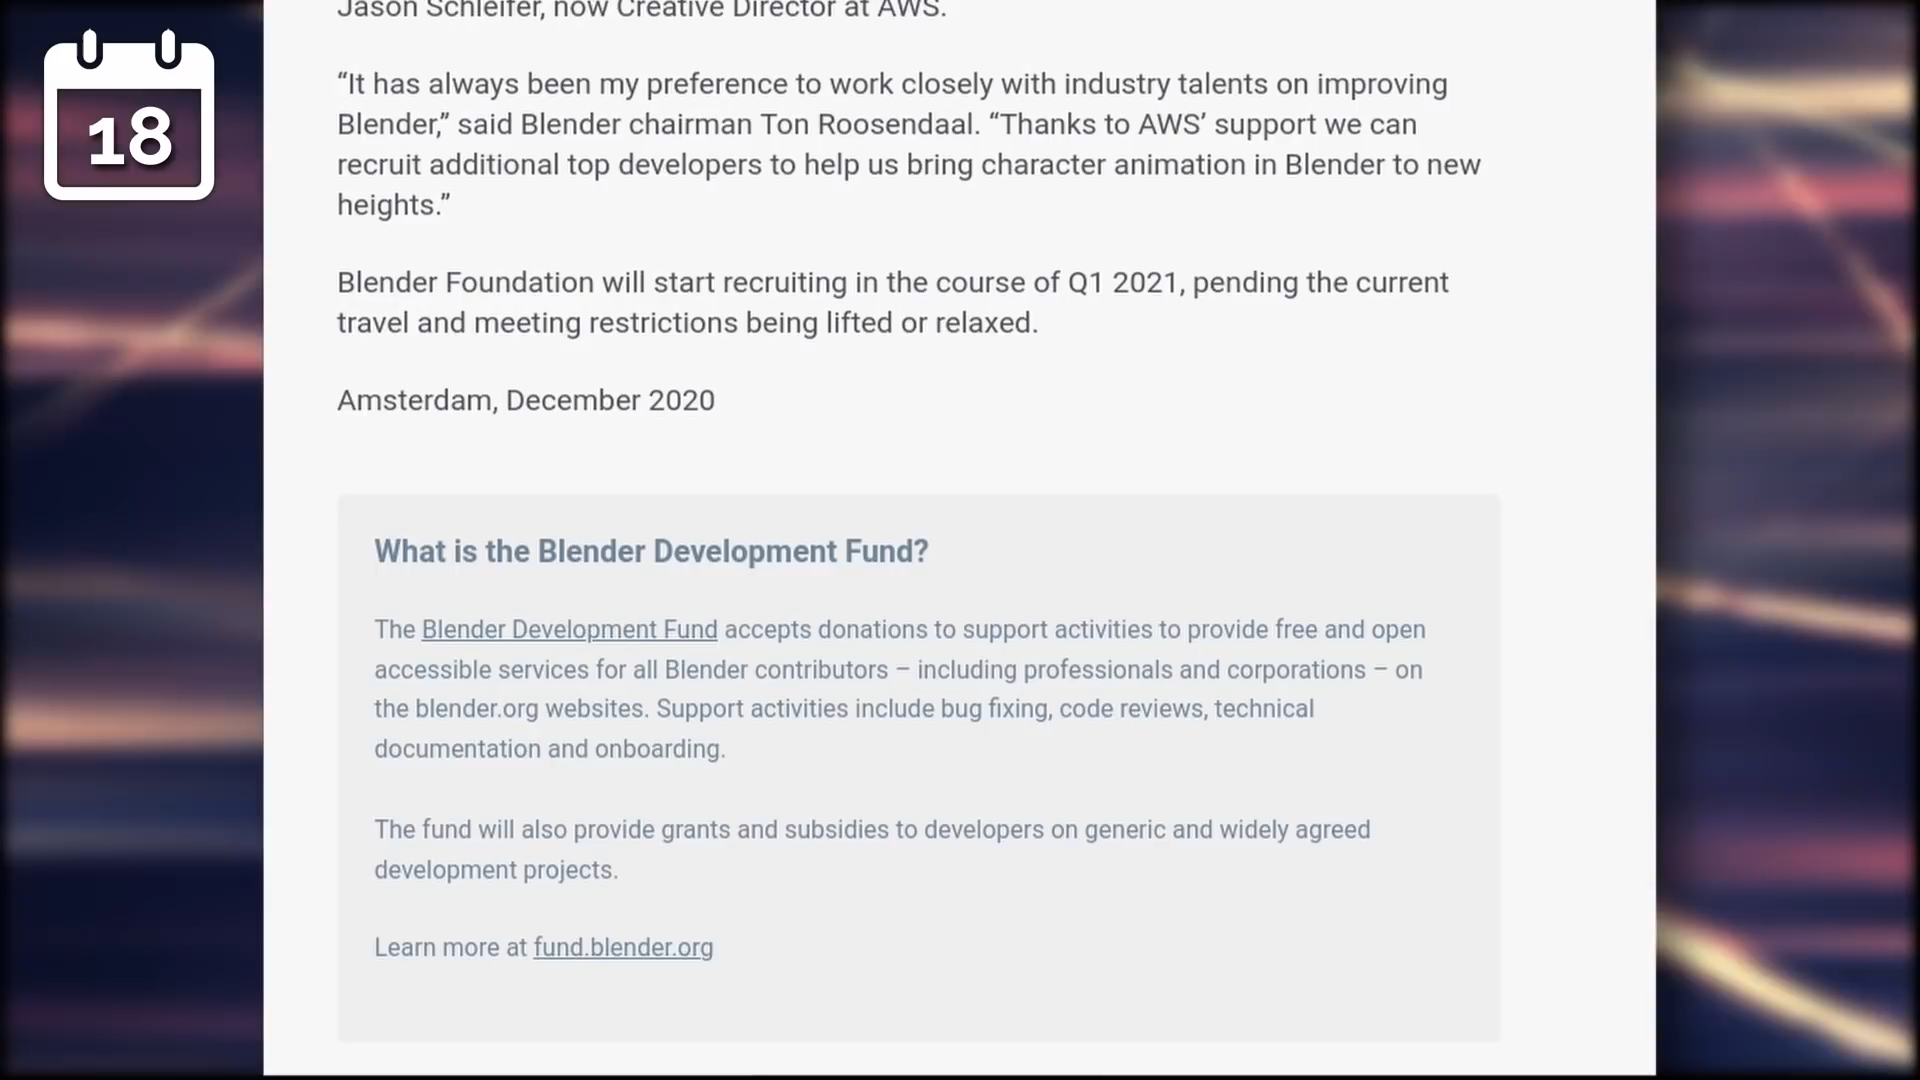 Jason Schleifer, now Creative Director at AWS.
18
“It has always been my preference to work closely with industry talents on improving
Blender,” said Blender chairman Ton Roosendaal. “Thanks to AWS’ support we can
recruit additional top developers to help us bring character animation in Blender to new
heights.”
Blender Foundation will start recruiting in the course of Q1 2021, pending the current
travel and meeting restrictions being lifted or relaxed.
Amsterdam, December 2020
What is the Blender Development Fund?
The Blender Development Fund accepts donations to support activities to provide free and open
accessible services for all Blender contributors – including professionals and corporations – on
the blender.org websites. Support activities include bug fixing, code reviews, technical
documentation and onboarding.
The fund will also provide grants and subsidies to developers on generic and widely agreed
development projects.
Learn more at fund.blender.org